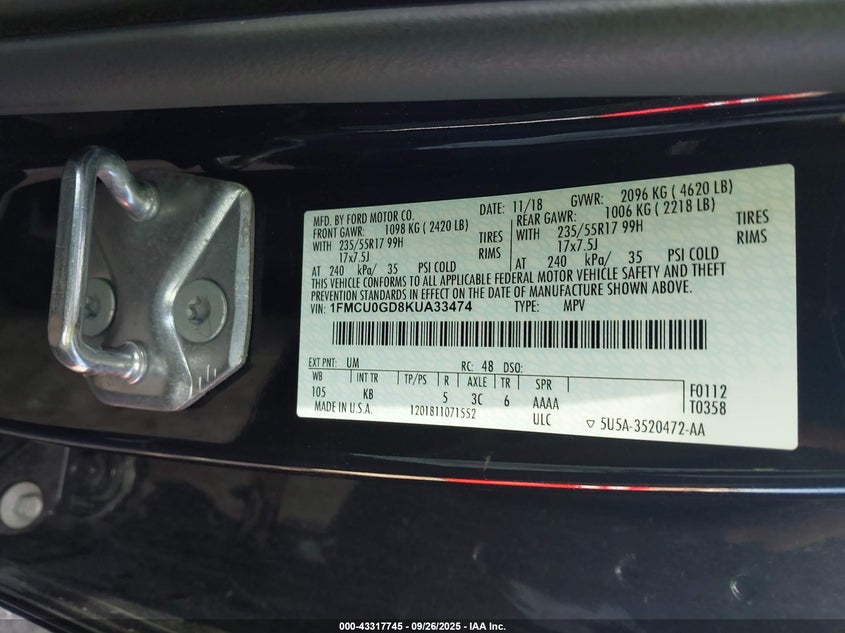 MFD. BY FORD MOTOR CO.
DATE: 11/18
GVWR: 2096 KG ( 4620 LB)
FRONT GAWR: 1098 KG ( 2420 LB)
REAR GAWR: 1006 KG ( 2218 LB)
WITH 235/55R17 99H TIRES
WITH 235/55R17 99H TIRES
17x7.5J RIMS
17x7.5J RIMS
AT 240 kPa/ 35 PSI COLD
AT 240 kPa/ 35 PSI COLD
THIS VEHICLE CONFORMS TO ALL APPLICABLE FEDERAL MOTOR VEHICLE SAFETY AND THEFT
PREVENTION STANDARDS IN EFFECT ON THE DATE OF MANUFACTURE SHOWN ABOVE.
VIN: 1FMCU0GD8KUA33474 TYPE: MPV
EXT PNT: UM RC: 48 DSO:
WB INT TR TP/PS R AXLE TR SPR
105 KB 5 3C 6 AAAA
F0112
T0358
MADE IN U.S.A. 1201811071552 ULC
5U5A-3520472-AA
000-43317745 - 09/26/2025 - IAA Inc.